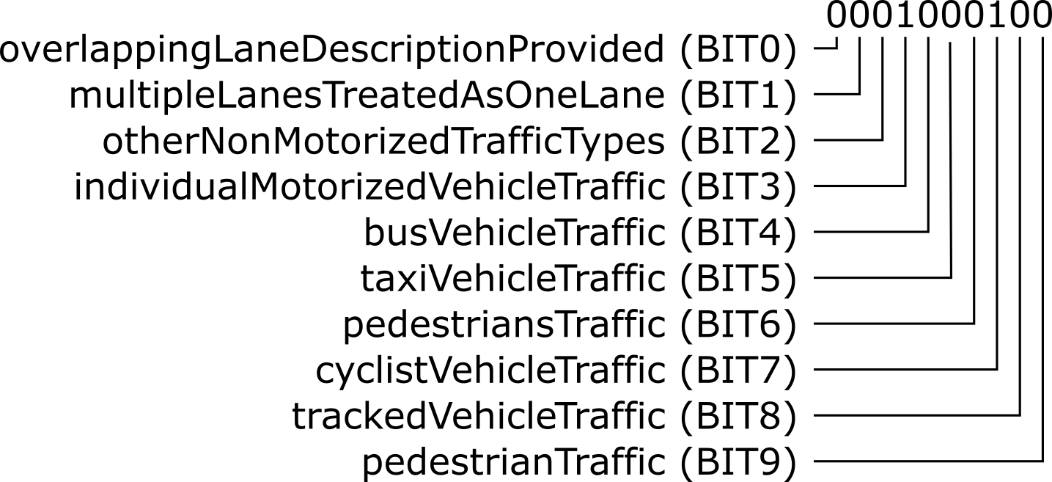 0001000100
overlappingLaneDescriptionProvided (BIT0)
multipleLanesTreatedAsOneLane (BIT1)
otherNonMotorizedTrafficTypes (BIT2)
individualMotorizedVehicleTraffic (BIT3)
busVehicleTraffic (BIT4)
taxiVehicleTraffic (BIT5)
pedestriansTraffic (BIT6)
cyclistVehicleTraffic (BIT7)
trackedVehicleTraffic (BIT8)
pedestrianTraffic (BIT9)